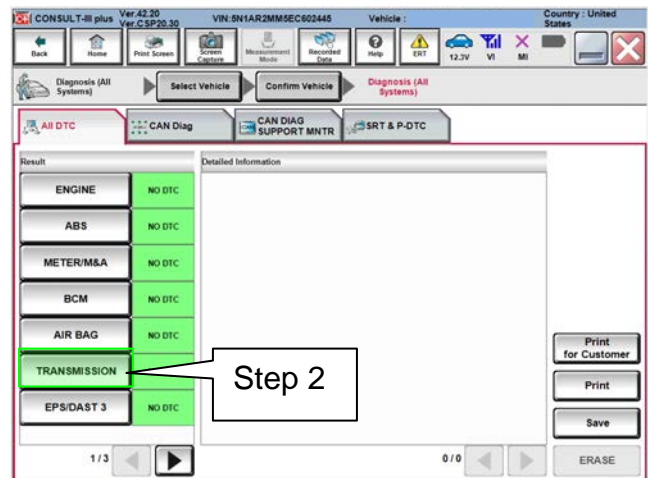 CONSULT-III plus Ver.42.20 Ver.CSP20.30 VIN:5N1AR2MM5EC602445 Vehicle : Country : United States
Back Home Print Screen Screen Capture Measurement Mode Recorded Data Help ERT 12.3V VI MI
Diagnosis (All Systems) Select Vehicle Confirm Vehicle Diagnosis (All Systems)
All DTC CAN Diag CAN DIAG SUPPORT MNTR SRT & P-DTC
Result Detailed Information
ENGINE NO DTC
ABS NO DTC
METER/M&A NO DTC
BCM NO DTC
AIR BAG NO DTC
Print for Customer
TRANSMISSION
Step 2
Print
EPS/DAST 3 NO DTC
Save
1/3 0/0 ERASE